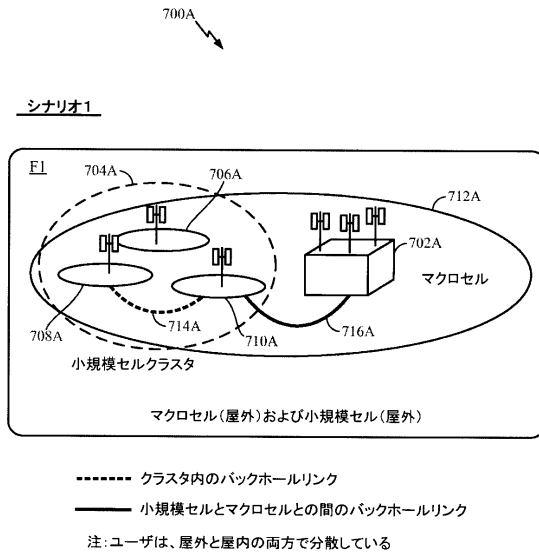 700A
シナリオ1
F1
704A
706A
712A
702A
マクロセル
708A
714A
710A
716A
小規模セルクラスタ
マクロセル(屋外)および小規模セル(屋外)
クラスタ内のバックホールリンク
小規模セルとマクロセルとの間のバックホールリンク
注:ユーザは、屋外と屋内の両方で分散している